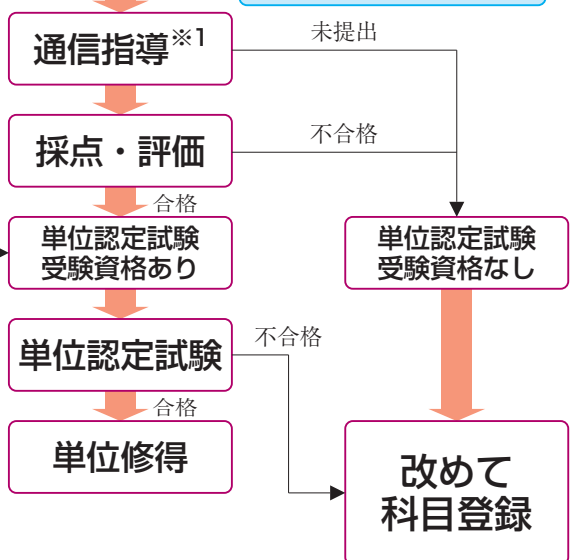 通信指導※1
未提出
採点・評価
不合格
合格
単位認定試験
受験資格あり
単位認定試験
受験資格なし
単位認定試験
不合格
合格
単位修得
改めて
科目登録